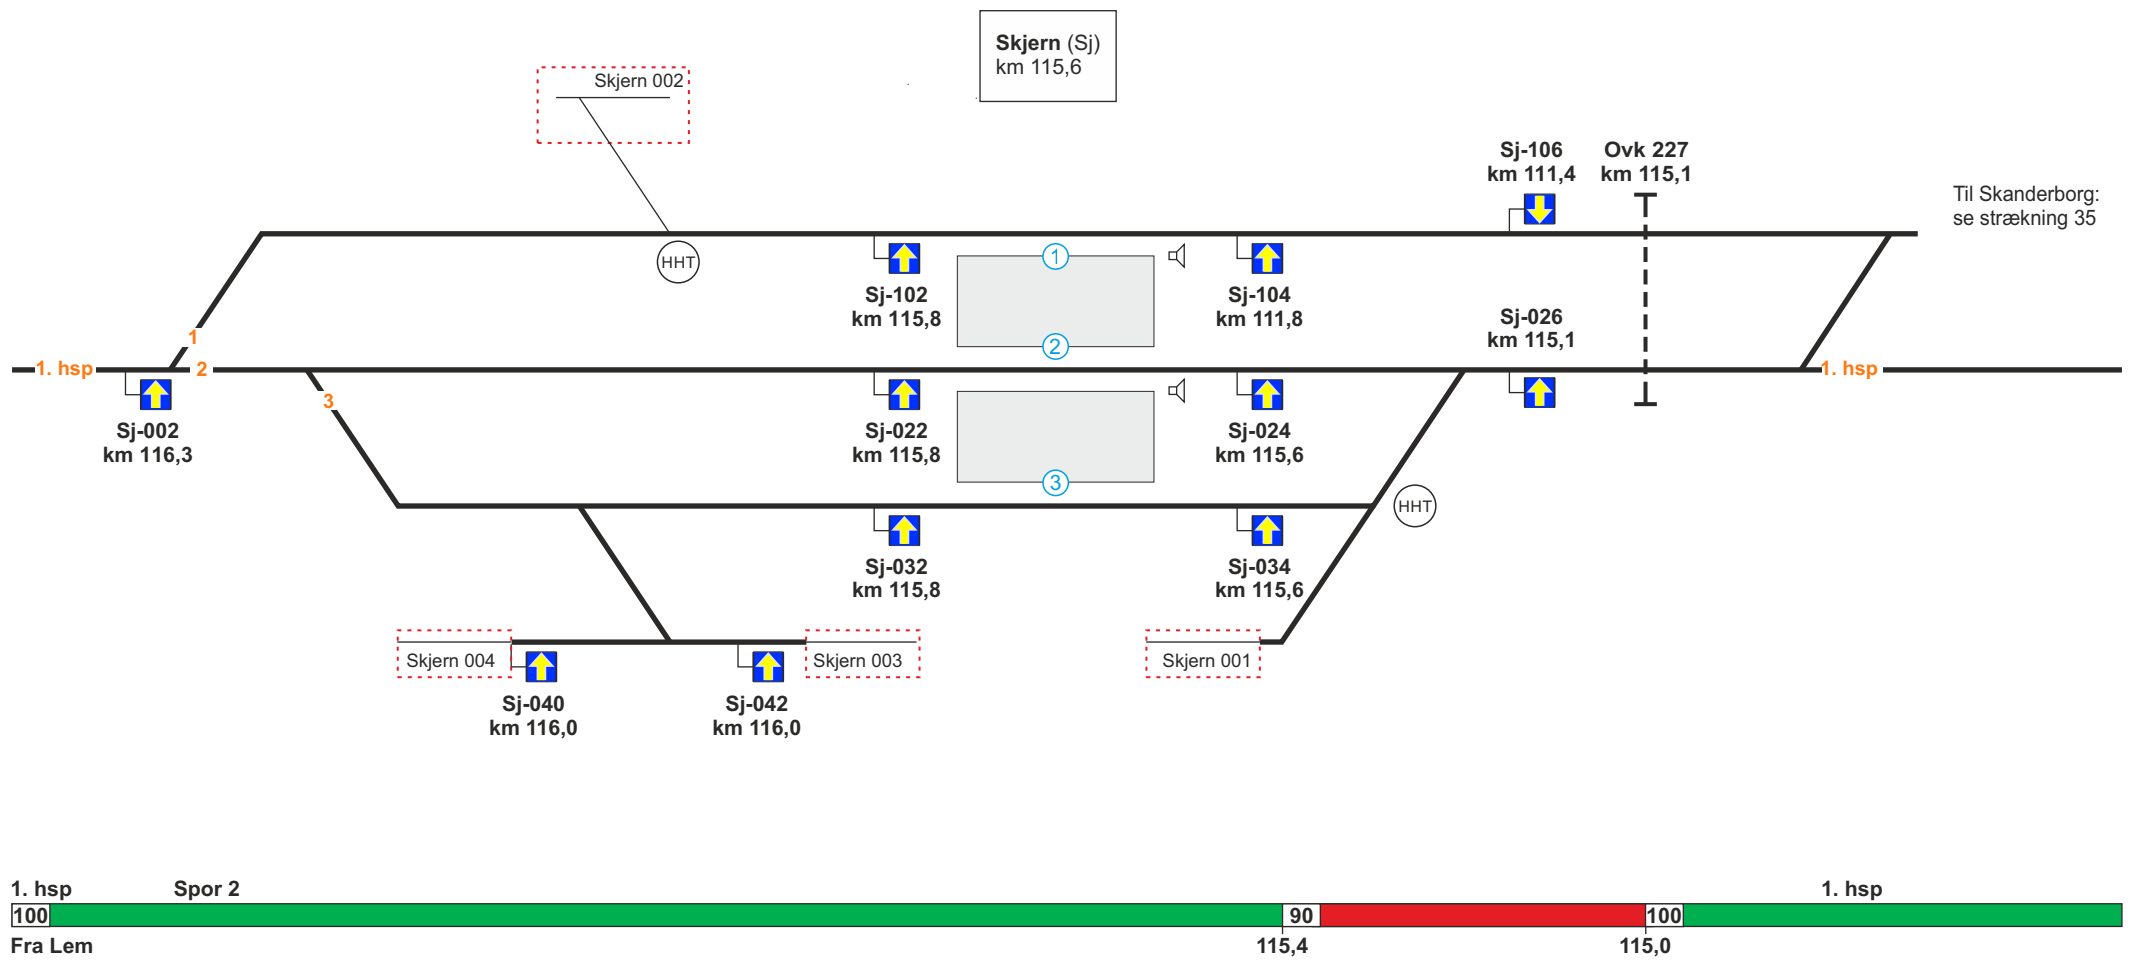 Skjern (Sj)
km 115,6
Skjern 002
Sj-106
km 111,4
Ovk 227
km 115,1
Til Skanderborg:
se strækning 35
HHT
1
Sj-102
km 115,8
Sj-104
km 111,8
Sj-026
km 115,1
1
2
1. hsp
2
1. hsp
3
Sj-002
km 116,3
Sj-022
km 115,8
Sj-024
km 115,6
3
HHT
Sj-032
km 115,8
Sj-034
km 115,6
Skjern 004
Skjern 003
Skjern 001
Sj-040
km 116,0
Sj-042
km 116,0
1. hsp
Spor 2
1. hsp
100
90
100
Fra Lem
115,4
115,0